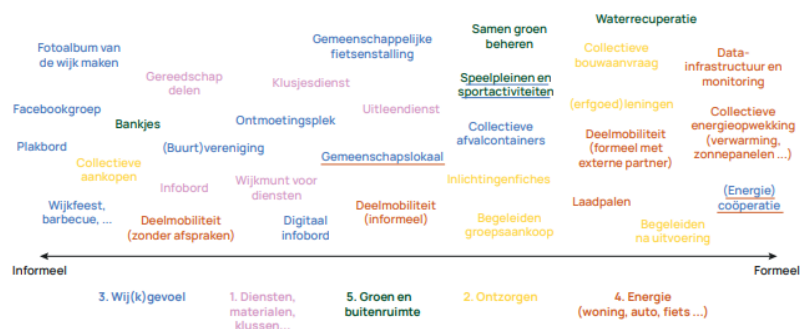 Waterrecuperatie
Samen groen
beheren
Gemeenschappelijke
fietsenstalling
Fotoalbum van
de wijk maken
Collectieve
bouwaanvraag
Data-
infrastructuur en
monitoring
Gereedschap
delen
Klusjesdienst
Speelpleinen en
sportactiviteiten
Facebookgroep
Bankjes
Ontmoetingsplek
Uitleendienst
(erfgoed)leningen
Collectieve
energieopwekking
(verwarming,
zonnepanelen ...)
Plakbord
(Buurt)vereniging
Collectieve
afvalcontainers
Deelmobiliteit
(formeel met
externe partner)
Collectieve
aankopen
Gemeenschapslokaal
Infobord
Wijkmunt voor
diensten
Inlichtingenfiches
(Energie)
coöperatie
Wijkfeest,
barbecue, ...
Deelmobiliteit
(zonder afspraken)
Digitaal
infobord
Deelmobiliteit
(informeel)
Begeleiden
groepsaankoop
Laadpalen
Begeleiden
na uitvoering
Informeel
Formeel
3. Wij(k)gevoel
1. Diensten,
materialen,
klussen...
5. Groen en
buitenruimte
2. Ontzorgen
4. Energie
(woning, auto, fiets ...)